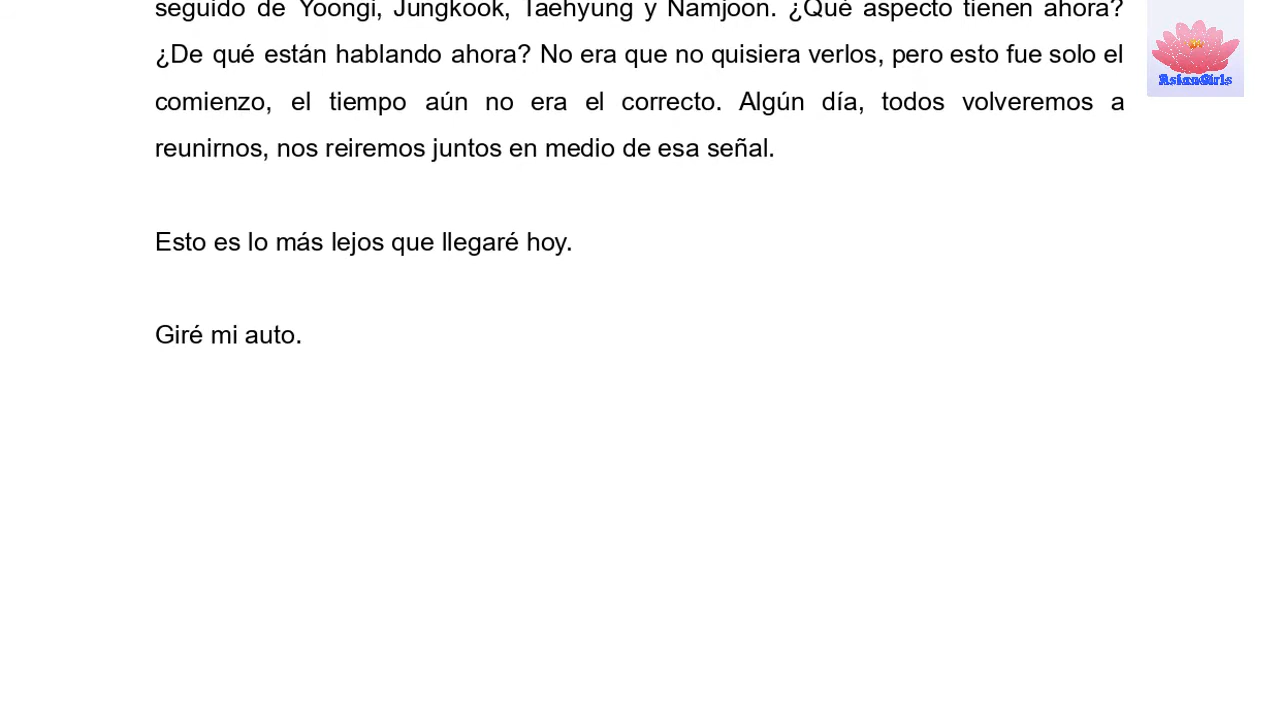 seguido de Yoongi, Jungkook, Taehyung y Namjoon. ¿Qué aspecto tienen ahora?
¿De qué están hablando ahora? No era que no quisiera verlos, pero esto fue solo el
comienzo, el tiempo aún no era el correcto. Algún día, todos volveremos a
reunirnos, nos reiremos juntos en medio de esa señal.
Esto es lo más lejos que llegaré hoy.
Giré mi auto.
AsianGirls